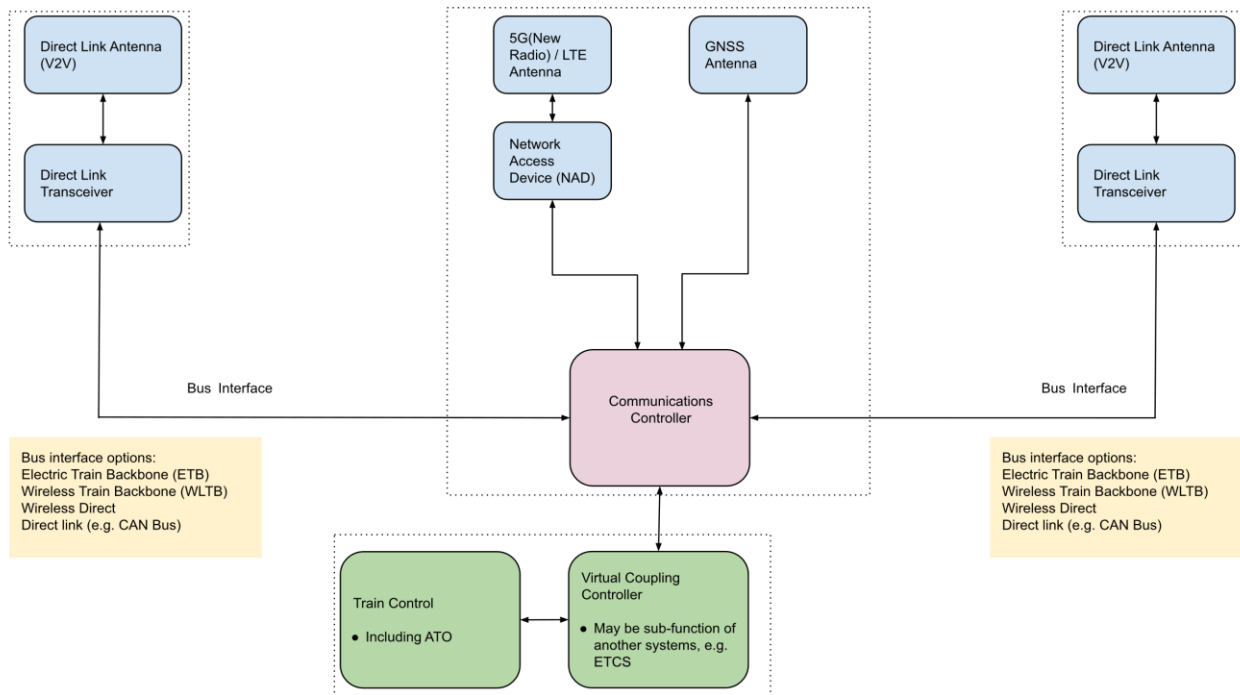 Direct Link Antenna
(V2V)
Direct Link
Transceiver
5G(New
Radio) / LTE
Antenna
GNSS
Antenna
Network
Access
Device (NAD)
Direct Link Antenna
(V2V)
Direct Link
Transceiver
Bus Interface
Communications
Controller
Bus Interface
Bus interface options:
Electric Train Backbone (ETB)
Wireless Train Backbone (WLTB)
Wireless Direct
Direct link (e.g. CAN Bus)
Bus interface options:
Electric Train Backbone (ETB)
Wireless Train Backbone (WLTB)
Wireless Direct
Direct link (e.g. CAN Bus)
Train Control
● Including ATO
Virtual Coupling
Controller
● May be sub-function of
another systems, e.g.
ETCS